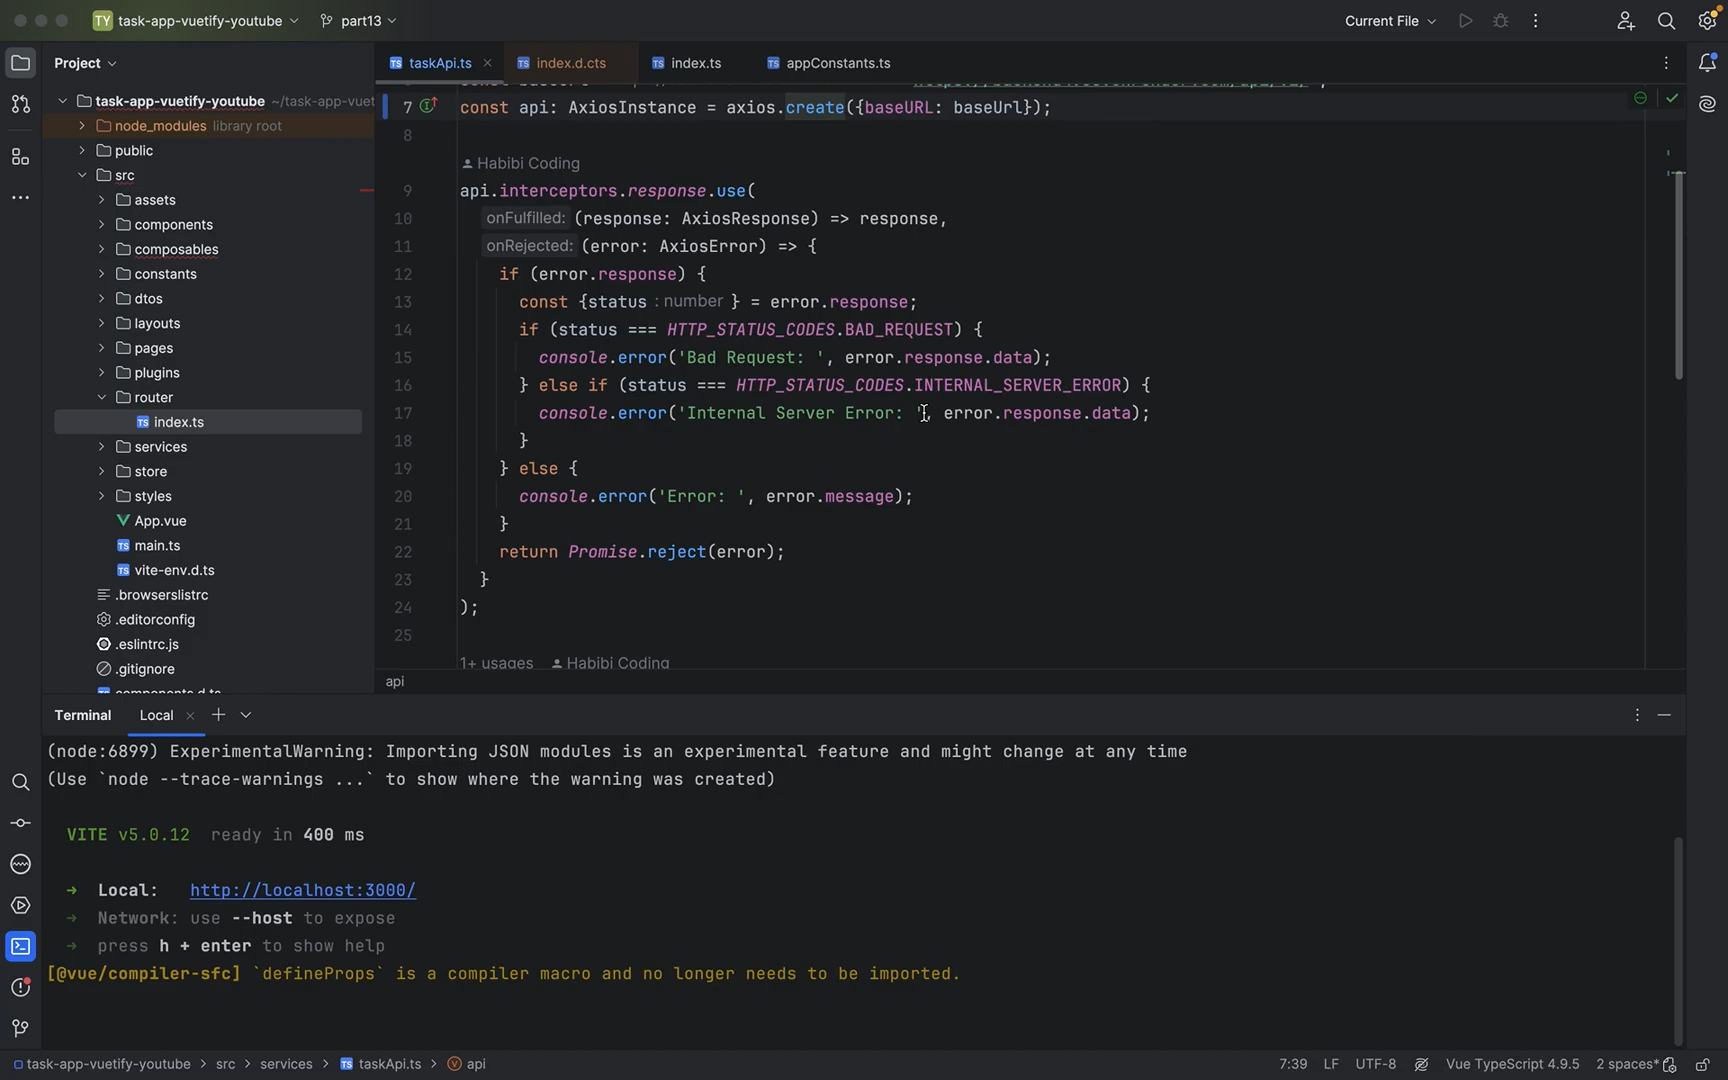 TY task-app-vuetify-youtube part13 Current File
Project
task-app-vuetify-youtube ~/task-app-vuet
node_modules library root
public
src
assets
components
composables
constants
dtos
layouts
pages
plugins
router
TS index.ts
services
store
styles
App.vue
TS main.ts
TS vite-env.d.ts
.browserslistrc
.editorconfig
.eslintrc.js
.gitignore
components.d.ts
TS taskApi.ts TS index.d.cts TS index.ts TS appConstants.ts
7 const api: AxiosInstance = axios.create({baseURL: baseUrl});
8
Habibi Coding
9 api.interceptors.response.use(
10 onFulfilled: (response: AxiosResponse) => response,
11 onRejected: (error: AxiosError) => {
12 if (error.response) {
13 const {status : number } = error.response;
14 if (status === HTTP_STATUS_CODES.BAD_REQUEST) {
15 console.error('Bad Request: ', error.response.data);
16 } else if (status === HTTP_STATUS_CODES.INTERNAL_SERVER_ERROR) {
17 console.error('Internal Server Error: ', error.response.data);
18 }
19 } else {
20 console.error('Error: ', error.message);
21 }
22 return Promise.reject(error);
23 }
24 );
25
1+ usages Habibi Coding
api
Terminal Local
(node:6899) ExperimentalWarning: Importing JSON modules is an experimental feature and might change at any time
(Use `node --trace-warnings ...` to show where the warning was created)
VITE v5.0.12 ready in 400 ms
➜ Local: http://localhost:3000/
➜ Network: use --host to expose
➜ press h + enter to show help
[@vue/compiler-sfc] `defineProps` is a compiler macro and no longer needs to be imported.
task-app-vuetify-youtube > src > services > TS taskApi.ts > V api 7:39 LF UTF-8 Vue TypeScript 4.9.5 2 spaces*